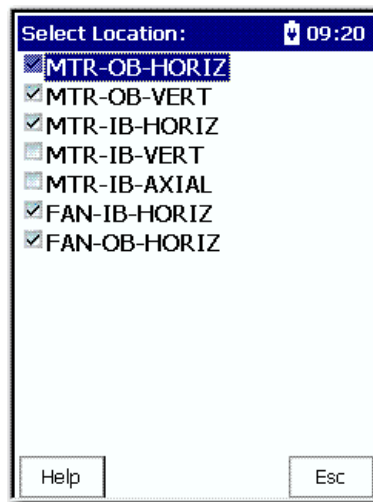 Select Location: 09:20
MTR-OB-HORIZ
MTR-OB-VERT
MTR-IB-HORIZ
MTR-IB-VERT
MTR-IB-AXIAL
FAN-IB-HORIZ
FAN-OB-HORIZ
Help Esc